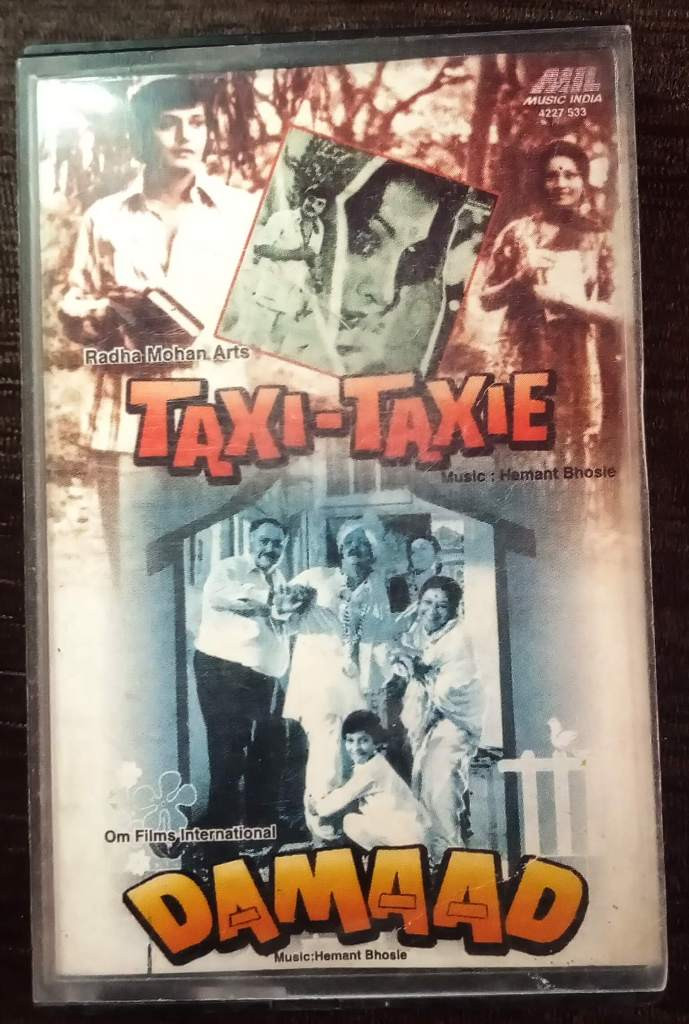 MIL
MUSIC INDIA
4227 533
Radha Mohan Arts
TAXI-TAXIE
Music : Hemant Bhosle
Om Films International
DAMAAD
Music:Hemant Bhosle